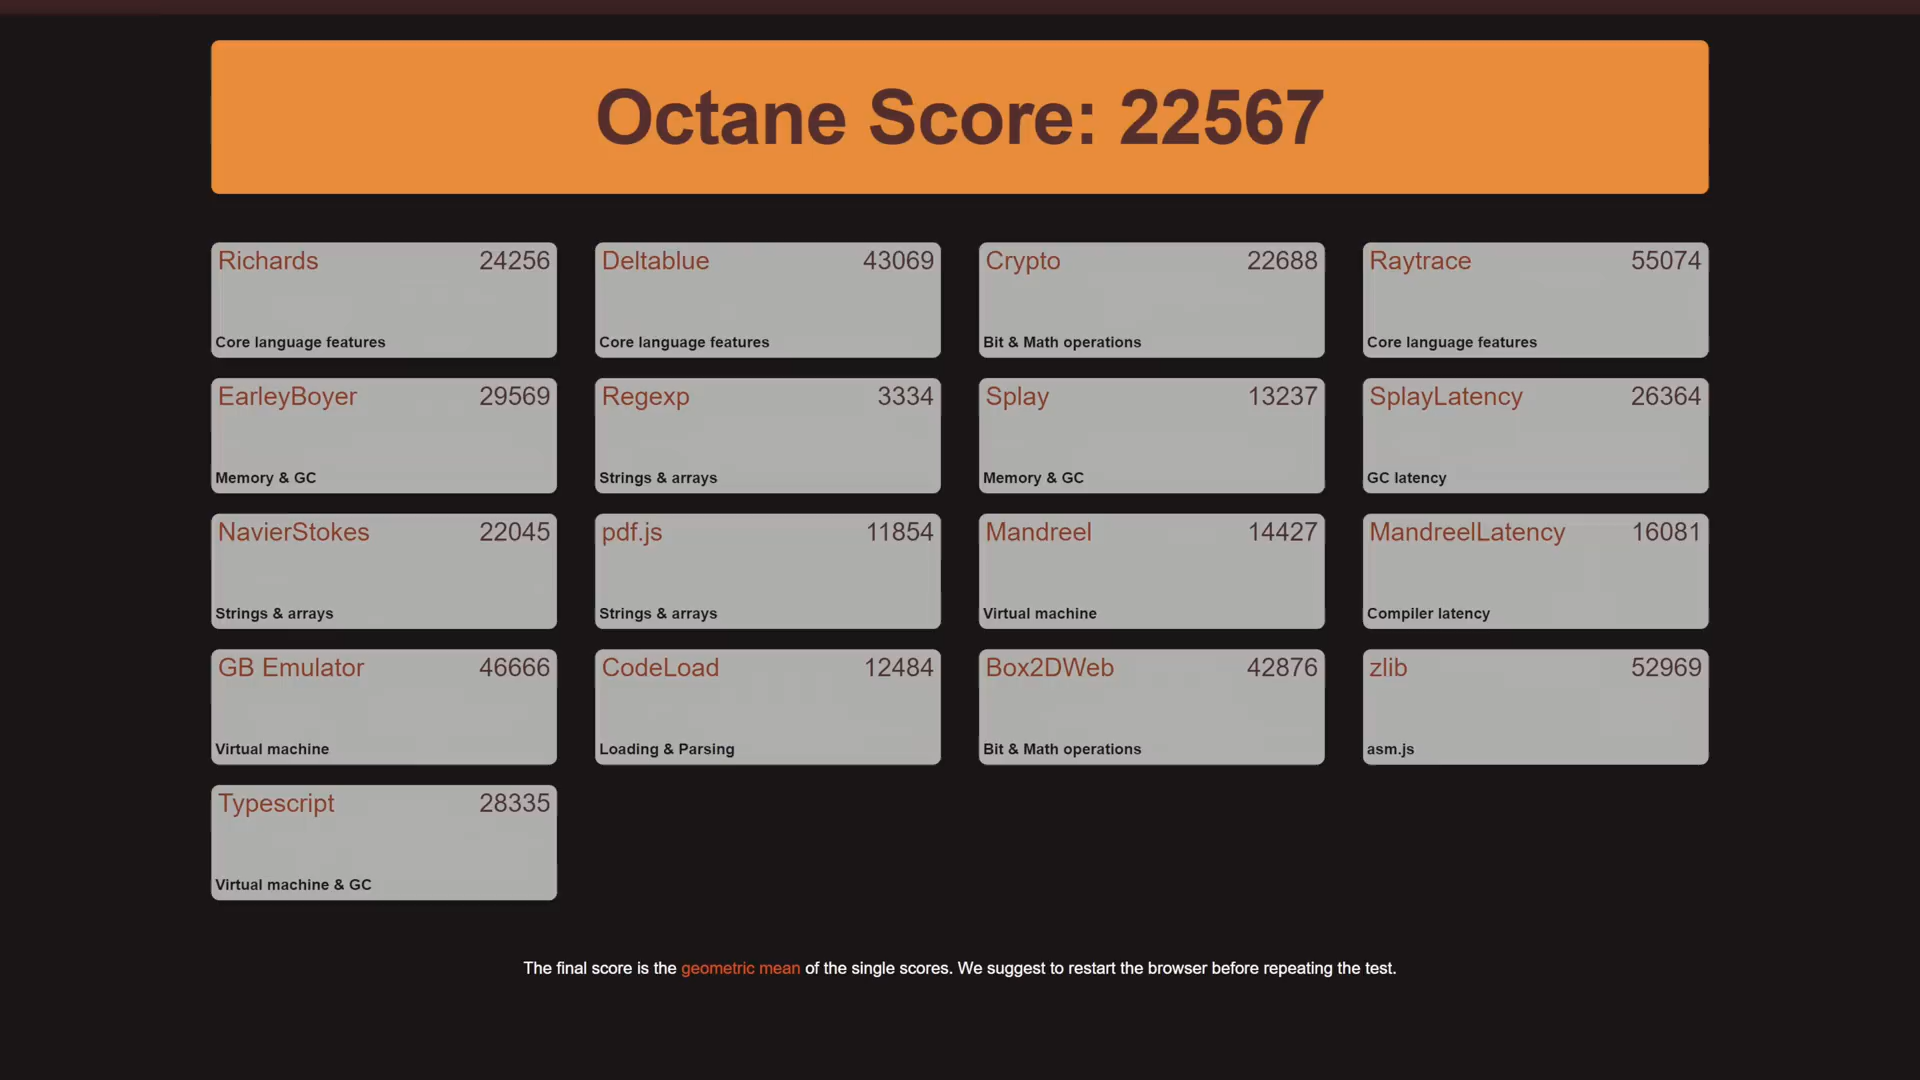 Octane Score: 22567
Richards 24256
Core language features
Deltablue 43069
Core language features
Crypto 22688
Bit & Math operations
Raytrace 55074
Core language features
EarleyBoyer 29569
Memory & GC
Regexp 3334
Strings & arrays
Splay 13237
Memory & GC
SplayLatency 26364
GC latency
NavierStokes 22045
Strings & arrays
pdf.js 11854
Strings & arrays
Mandreel 14427
Virtual machine
MandreelLatency 16081
Compiler latency
GB Emulator 46666
Virtual machine
CodeLoad 12484
Loading & Parsing
Box2DWeb 42876
Bit & Math operations
zlib 52969
asm.js
Typescript 28335
Virtual machine & GC
The final score is the geometric mean of the single scores. We suggest to restart the browser before repeating the test.